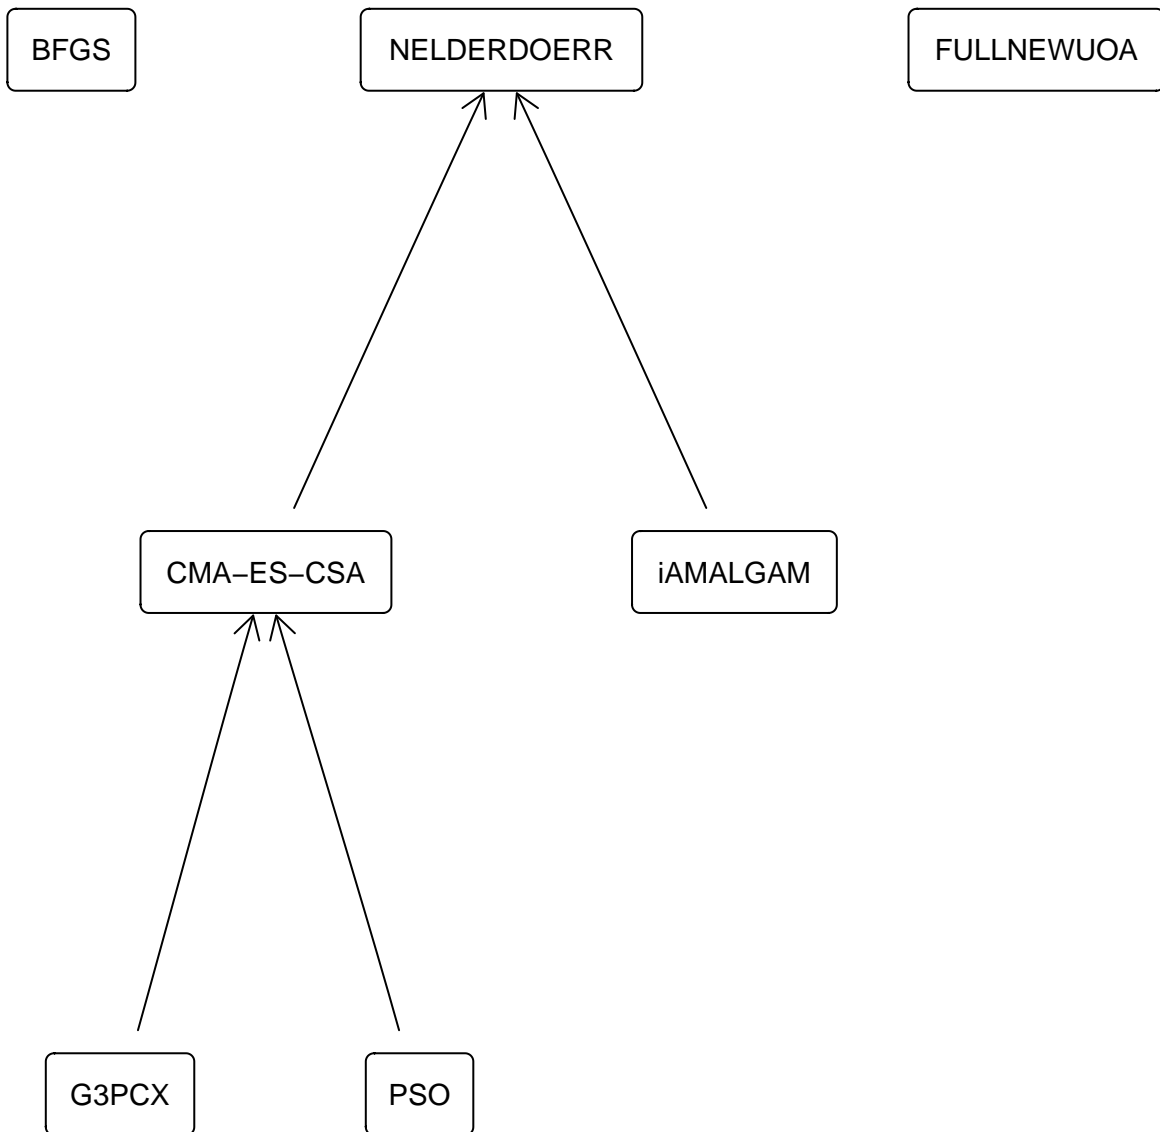 BFGS
NELDERDOERR
FULLNEWUOA
CMA−ES−CSA
iAMALGAM
G3PCX
PSO